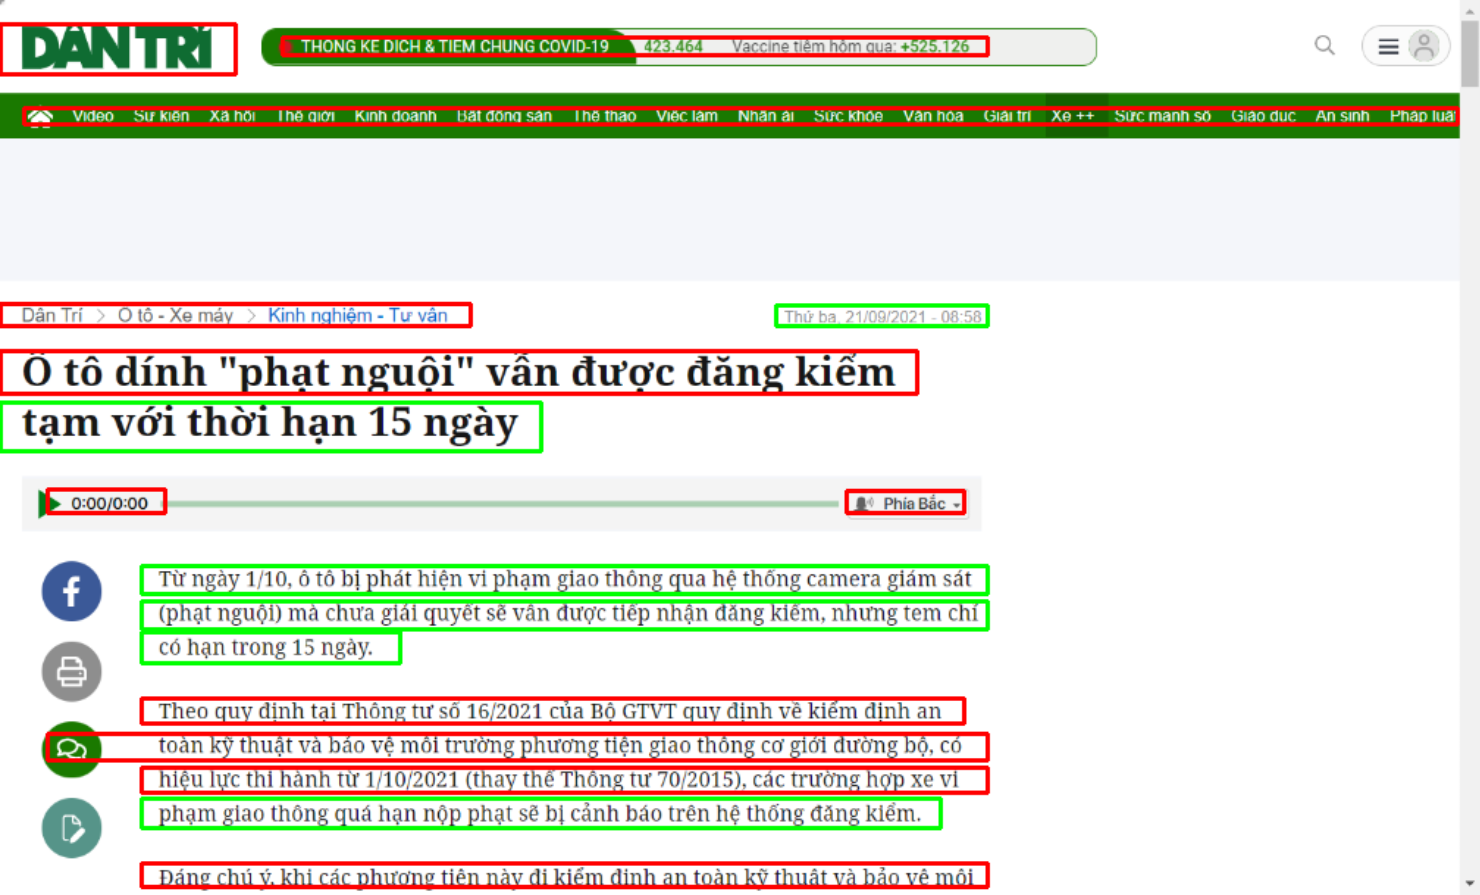 DÂN TRÍ
THỐNG KÊ DỊCH & TIÊM CHỦNG COVID-19 423.464 Vaccine tiêm hôm qua: +525.126
Video Sự kiện Xã hội Thế giới Kinh doanh Bất động sản Thể thao Việc làm Nhân ái Sức khỏe Văn hóa Giải trí Xe ++ Sức mạnh số Giáo dục An sinh Pháp luật
Dân Trí > Ô tô - Xe máy > Kinh nghiệm - Tư vấn
Thứ ba, 21/09/2021 - 08:58
Ô tô dính "phạt nguội" vẫn được đăng kiểm
tạm với thời hạn 15 ngày
0:00/0:00 Phía Bắc
Từ ngày 1/10, ô tô bị phát hiện vi phạm giao thông qua hệ thống camera giám sát
(phạt nguội) mà chưa giải quyết sẽ vẫn được tiếp nhận đăng kiểm, nhưng tem chỉ
có hạn trong 15 ngày.
Theo quy định tại Thông tư số 16/2021 của Bộ GTVT quy định về kiểm định an
toàn kỹ thuật và bảo vệ môi trường phương tiện giao thông cơ giới đường bộ, có
hiệu lực thi hành từ 1/10/2021 (thay thế Thông tư 70/2015), các trường hợp xe vi
phạm giao thông quá hạn nộp phạt sẽ bị cảnh báo trên hệ thống đăng kiểm.
Đáng chú ý, khi các phương tiện này đi kiểm định an toàn kỹ thuật và bảo vệ môi